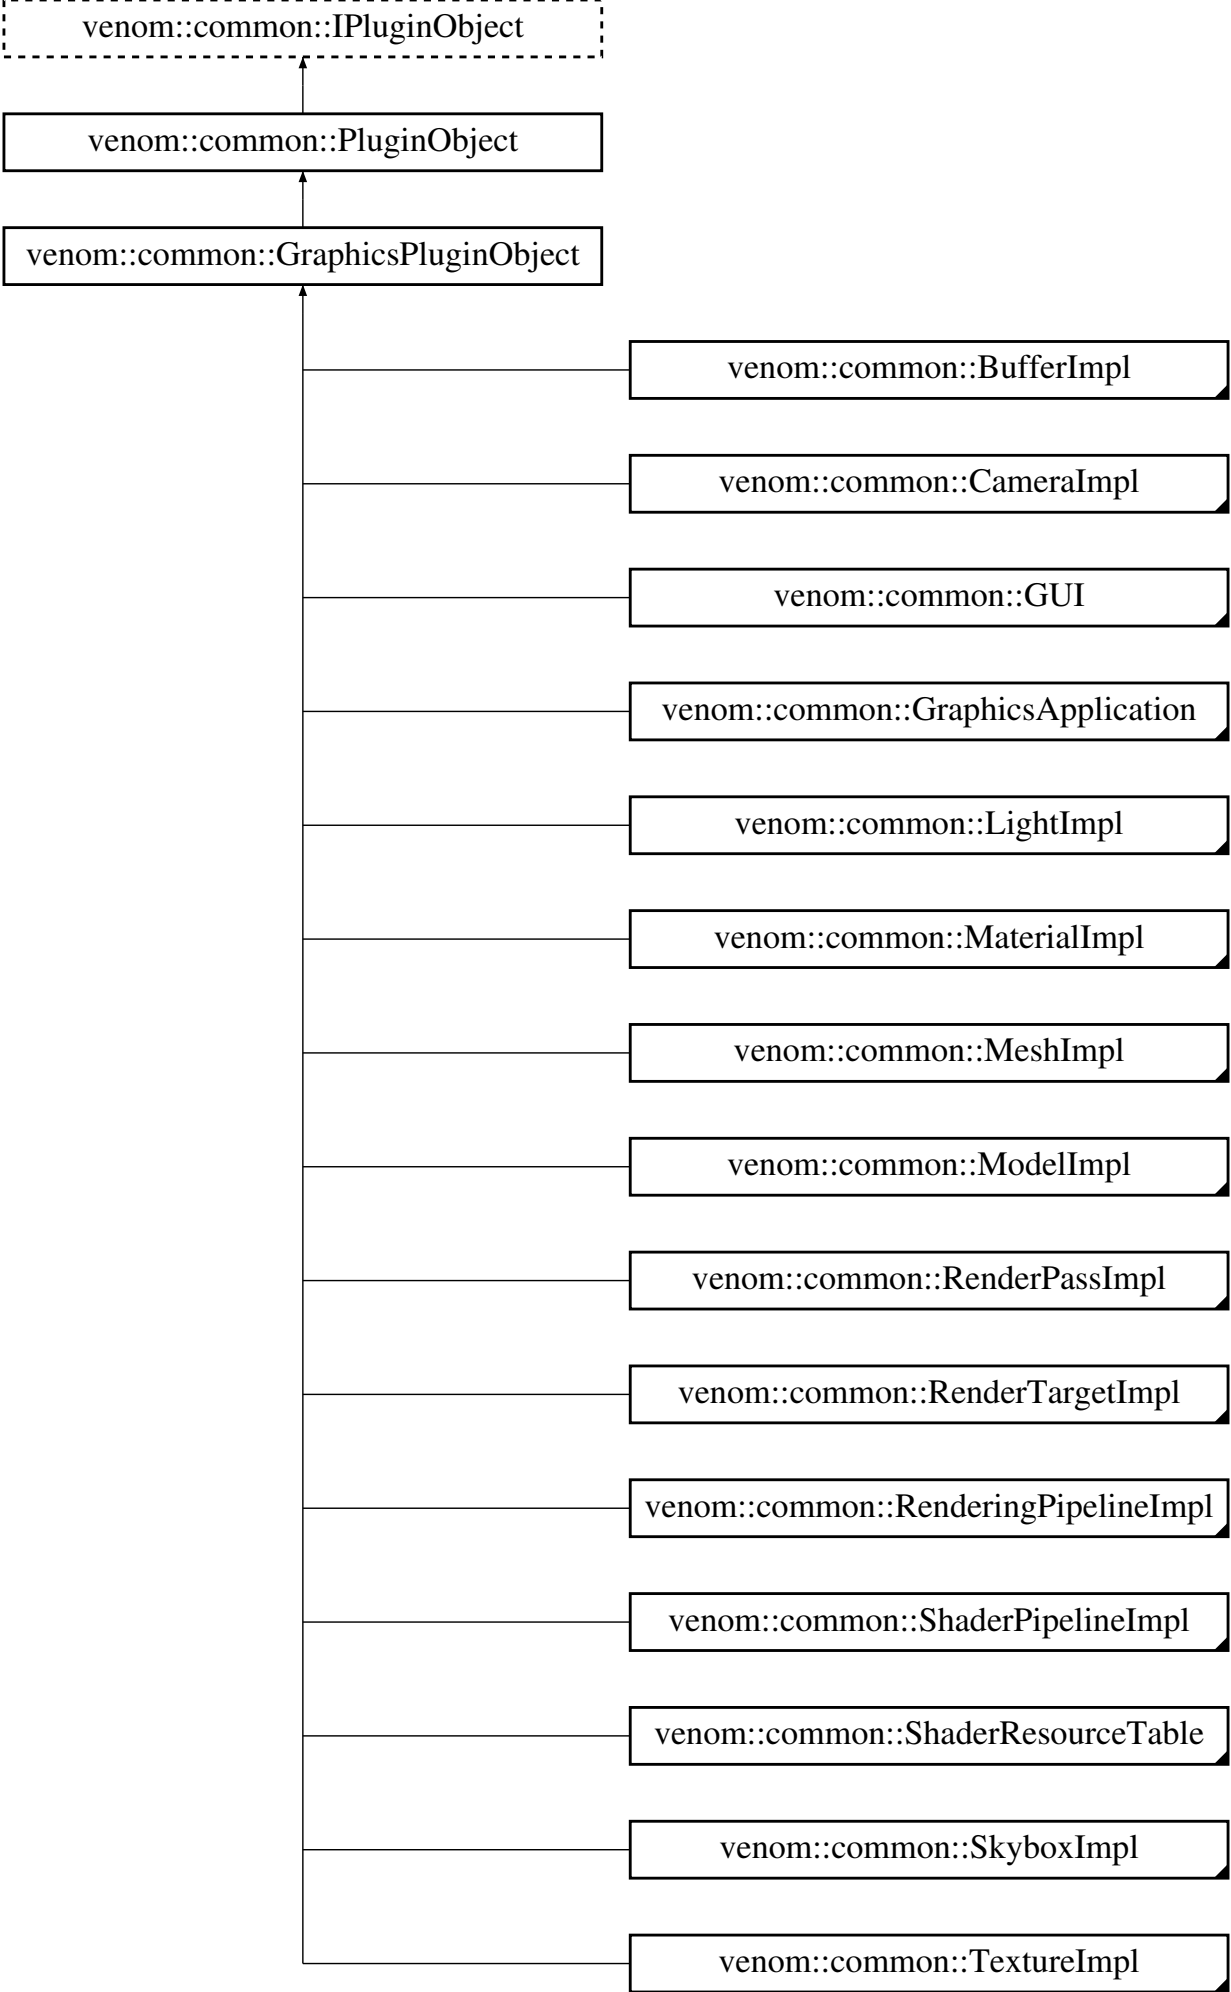 venom::common::IPluginObject
venom::common::PluginObject
venom::common::GraphicsPluginObject
venom::common::BufferImpl
venom::common::CameraImpl
venom::common::GUI
venom::common::GraphicsApplication
venom::common::LightImpl
venom::common::MaterialImpl
venom::common::MeshImpl
venom::common::ModelImpl
venom::common::RenderPassImpl
venom::common::RenderTargetImpl
venom::common::RenderingPipelineImpl
venom::common::ShaderPipelineImpl
venom::common::ShaderResourceTable
venom::common::SkyboxImpl
venom::common::TextureImpl